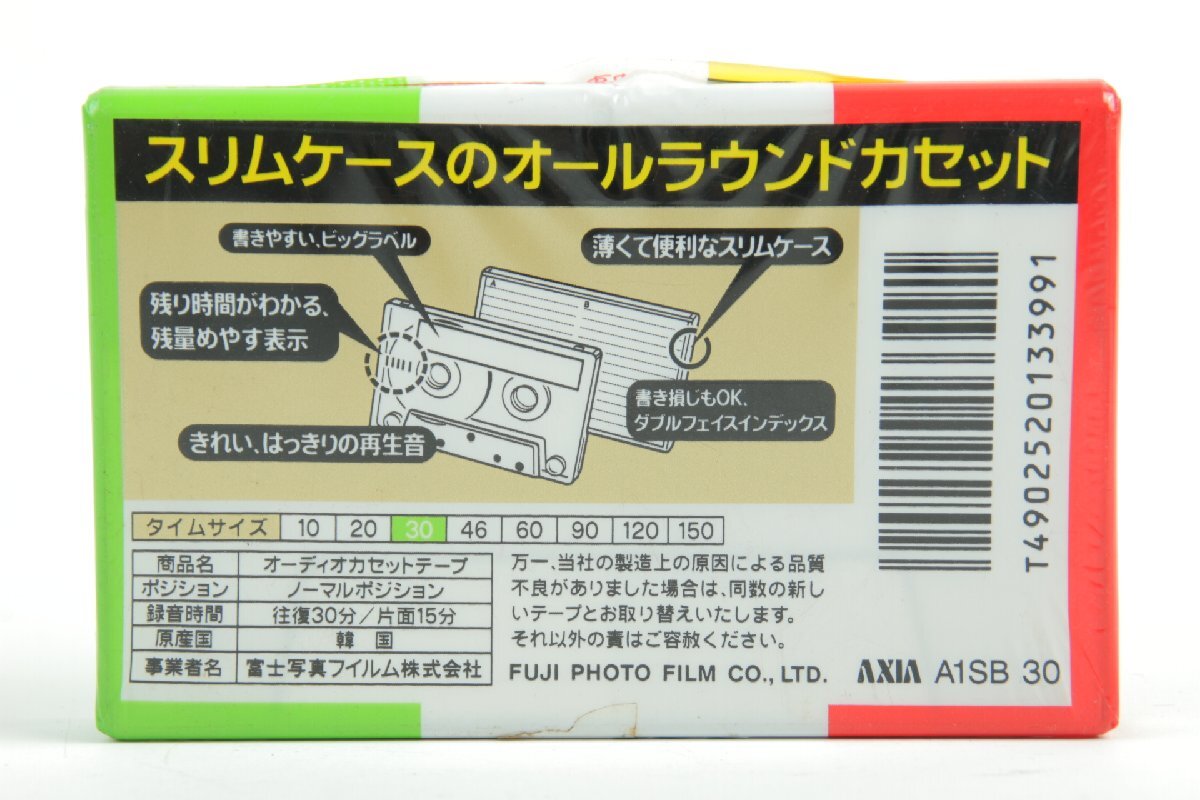 スリムケースのオールラウンドカセット
書きやすい、ビッグラベル
薄くて便利なスリムケース
残り時間がわかる、
残量めやす表示
A
B
書き損じもOK、
ダブルフェイスインデックス
きれい、はっきりの再生音
T4902520133991
タイムサイズ 10 20 30 46 60 90 120 150
商品名 オーディオカセットテープ
ポジション ノーマルポジション
録音時間 往復30分/片面15分
原産国 韓 国
事業者名 富士写真フイルム株式会社
万一、当社の製造上の原因による品質
不良がありました場合は、同数の新し
いテープとお取り替えいたします。
それ以外の責はご容赦ください。
FUJI PHOTO FILM CO., LTD.
AXIA A1SB 30